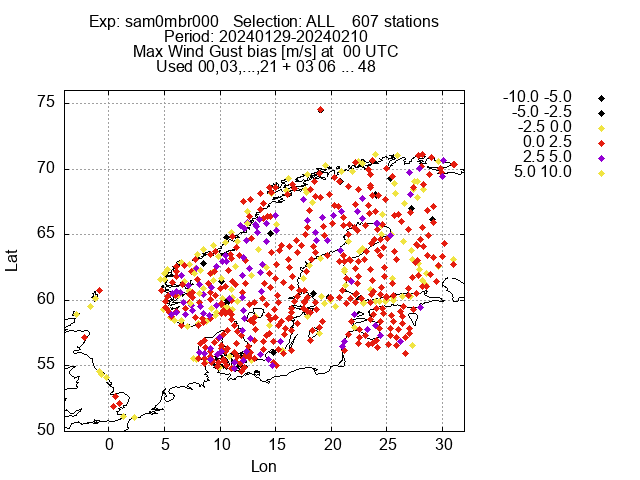 Exp: sam0mbr000 Selection: ALL 607 stations
Period: 20240129-20240210
Max Wind Gust bias [m/s] at 00 UTC
Used 00,03,...,21 + 03 06 ... 48
-10.0 -5.0
-5.0 -2.5
-2.5 0.0
0.0 2.5
2.5 5.0
5.0 10.0
75
70
65
60
55
50
Lat
0 5 10 15 20 25 30
Lon